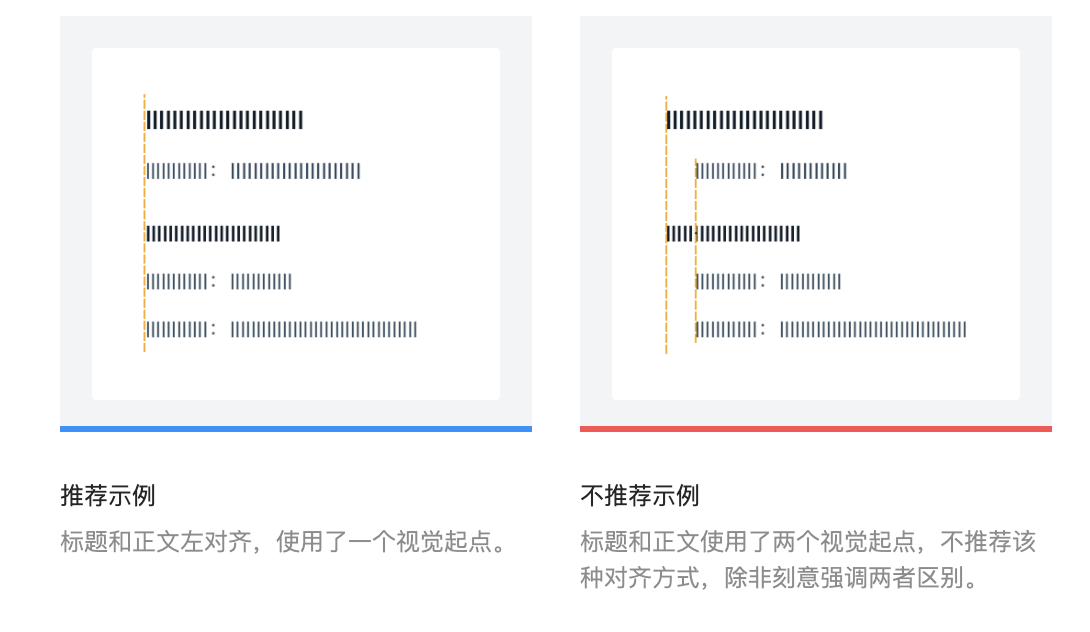 推荐示例
标题和正文左对齐，使用了一个视觉起点。
不推荐示例
标题和正文使用了两个视觉起点，不推荐该
种对齐方式，除非刻意强调两者区别。